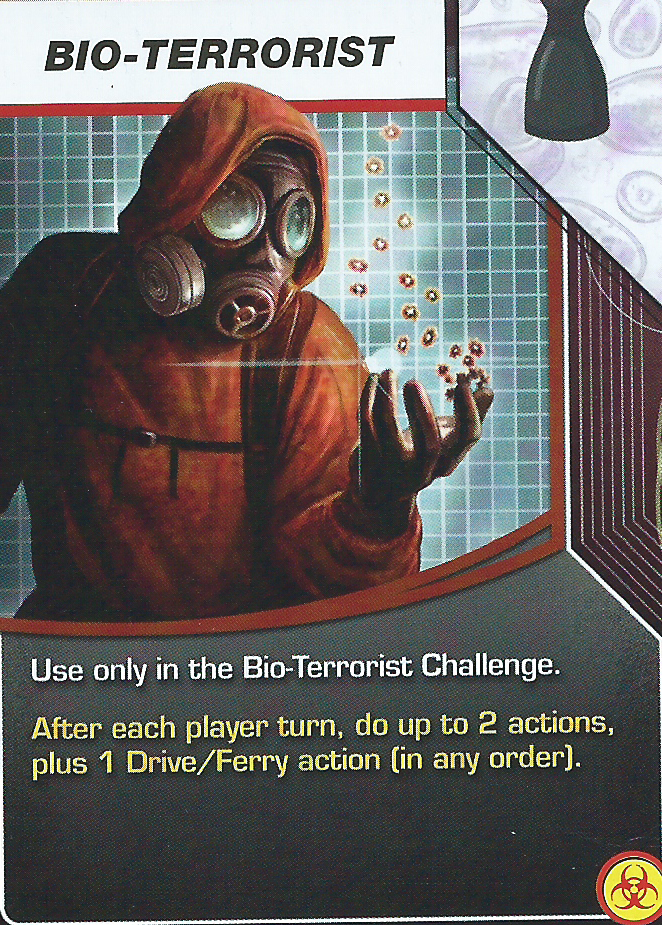 BIO-TERRORIST
Use only in the Bio-Terrorist Challenge.
After each player turn, do up to 2 actions,
plus 1 Drive/Ferry action (in any order).